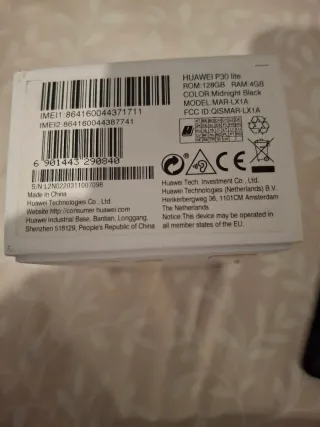 HUAWEI P30 lite
ROM:128GB RAM:4GB
COLOR:Midnight Black
MODEL:MAR-LX1A
FCC ID:QISMAR-LX1A
IMEI1:864160044371711
IMEI2:864160044387741
6 901443 290840
S/N:L2N0220311007098
Made in China
Huawei Technologies Co., Ltd.
Website:http://consumer.huawei.com
Huawei Industrial Base, Bantian, Longgang,
Shenzhen 518129, People's Republic of China
CE
Huawei Tech. Investment Co., Ltd.
Huawei Technologies (Netherlands) B.V.
Herikerbergweg 36, 1101CM Amsterdam
The Netherlands
Notice:This device may be operated in
all member states of the EU.